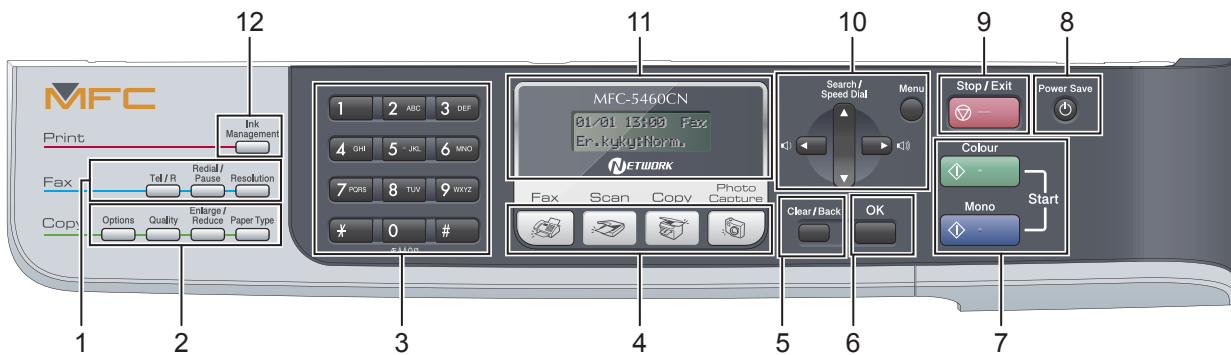 12
11
10
9
8
MFC
Print
Ink
Management
Fax
Tel / R
Redial /
Pause
Resolution
Copy
Options
Quality
Enlarge /
Reduce
Paper Type
1
2 ABC
3 DEF
4 GHI
5 JKL
6 MNO
7 PQRS
8 TUV
9 WXYZ
*
0
#
MFC-5460CN
01/01 13:00 Fax
Er.kyky:Norm.
NETWORK
Fax
Scan
Copy
Photo
Capture
Search /
Speed Dial
Menu
Clear / Back
OK
Stop / Exit
Power Save
Colour
Mono
Start
1
2
3
4
5
6
7